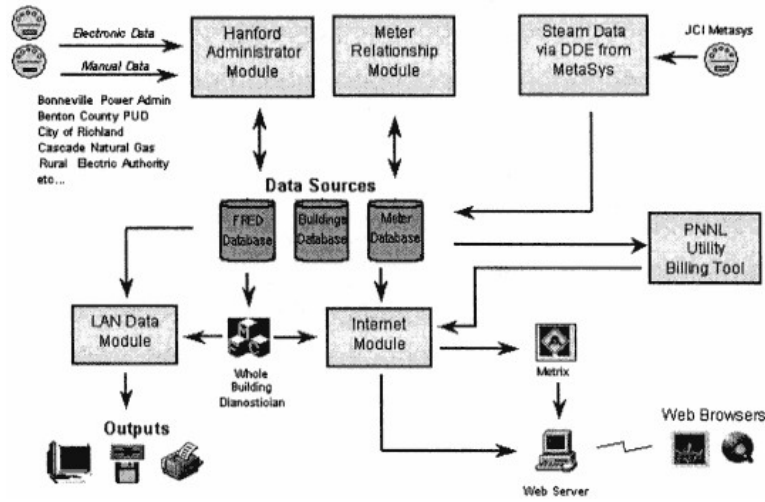 Electronic Data
Manual Data
Bonneville Power Admin
Benton County PUD
City of Richland
Cascade Natural Gas
Rural Electric Authority
etc...
Hanford
Administrator
Module
Meter
Relationship
Module
Steam Data
via DDE from
MetaSys
JCI Metasys
Data Sources
FRED
Database
Buildings
Database
Meter
Database
PNNL
Utility
Billing Tool
LAN Data
Module
Whole
Building
Dianostician
Internet
Module
Metrix
Outputs
Web Browsers
Web Server